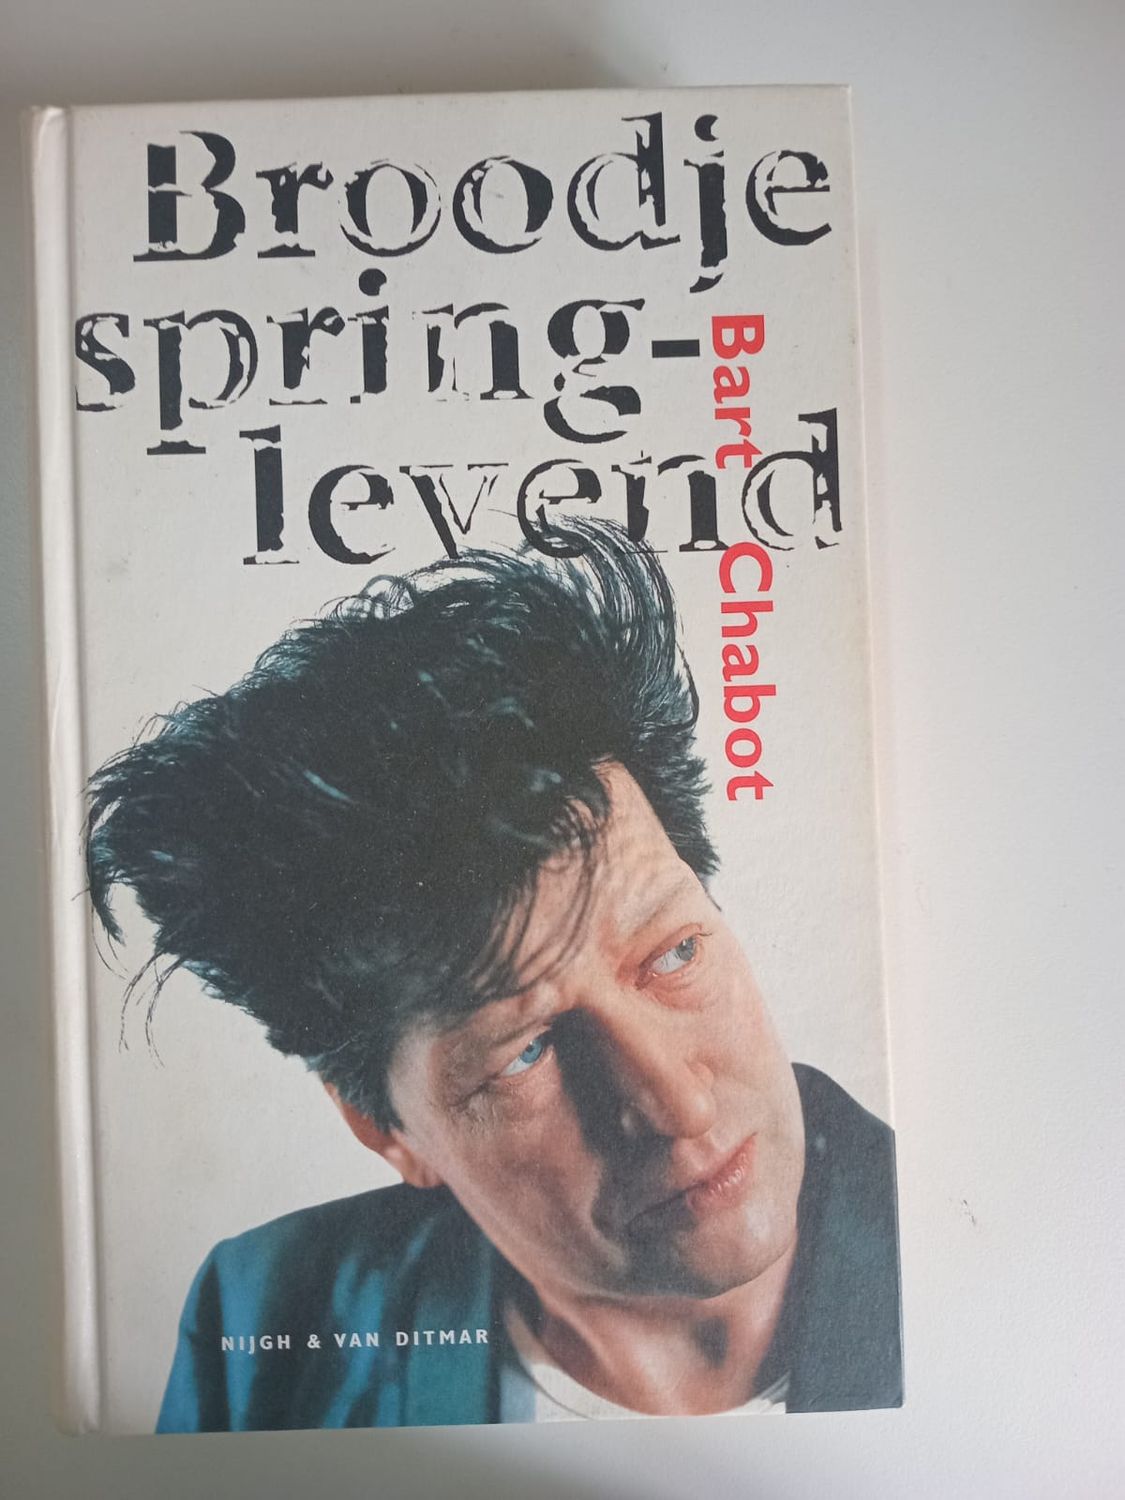 Broodje
spring-
levend
Bart Chabot
NIJGH & VAN DITMAR